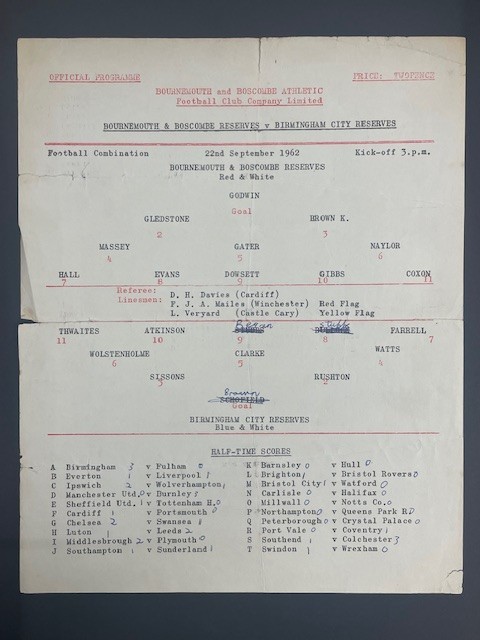 OFFICIAL PROGRAMME PRICE: TWOPENCE
BOURNEMOUTH and BOSCOMBE ATHLETIC
Football Club Company Limited
BOURNEMOUTH & BOSCOMBE RESERVES v BIRMINGHAM CITY RESERVES
Football Combination 22nd September 1962 Kick-off 3 p.m.
BOURNEMOUTH & BOSCOMBE RESERVES
Red & White
GODWIN
Goal
GLEDSTONE BROWN K.
2 3
MASSEY GATER NAYLOR
4 5 6
HALL EVANS DOWSETT GIBBS COXON
7 8 9 10 11
Referee: D. H. Davies (Cardiff)
Linesmen: F. J. A. Mailes (Winchester) Red Flag
L. Veryard (Castle Cary) Yellow Flag
THWAITES ATKINSON FARRELL
11 10 9 8 7
WOLSTENHOLME CLARKE WATTS
6 5 4
SISSONS RUSHTON
3 2
Brown
SCHOFIELD
Goal
BIRMINGHAM CITY RESERVES
Blue & White
HALF-TIME SCORES
A Birmingham 3 v Fulham 0
B Everton 1 v Liverpool 1
C Ipswich 2 v Wolverhampton 1
D Manchester Utd. 0 v Burnley
E Sheffield Utd. 1 v Tottenham H. 0
F Cardiff 1 v Portsmouth 0
G Chelsea 2 v Swansea 1
H Luton 1 v Leeds 2
I Middlesbrough 2 v Plymouth 0
J Southampton 1 v Sunderland 1
K Barnsley 0 v Hull 0
L Brighton 1 v Bristol Rovers 0
M Bristol City 1 v Watford 0
N Carlisle 0 v Halifax 0
O Millwall 0 v Notts Co. 0
P Northampton 0 v Queens Park R
Q Peterborough 0 v Crystal Palace 0
R Port Vale 0 v Coventry 1
S Southend 1 v Colchester 3
T Swindon 1 v Wrexham 0